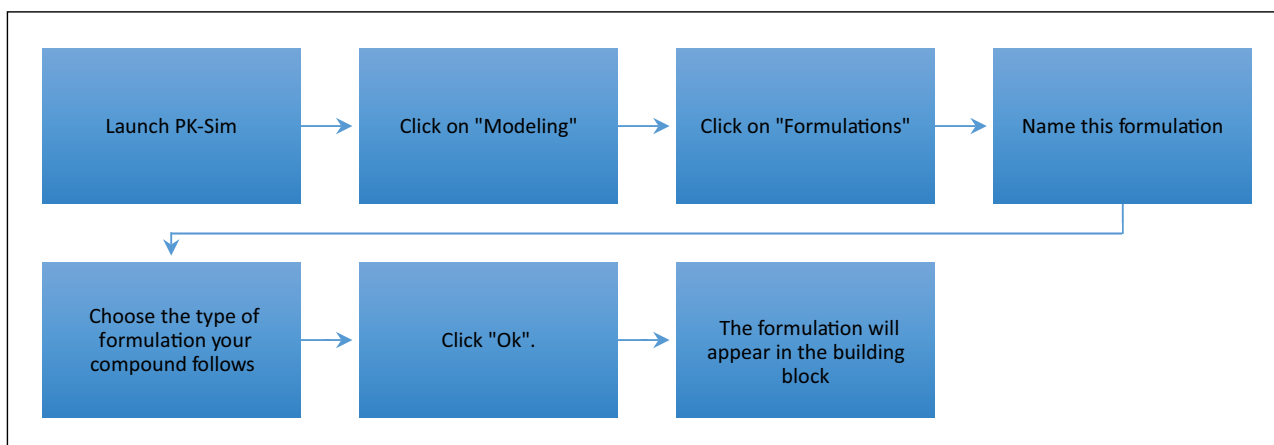 Launch PK-Sim
Click on "Modeling"
Click on "Formulations"
Name this formulation
Choose the type of
formulation your
compound follows
Click "Ok".
The formulation will
appear in the building
block